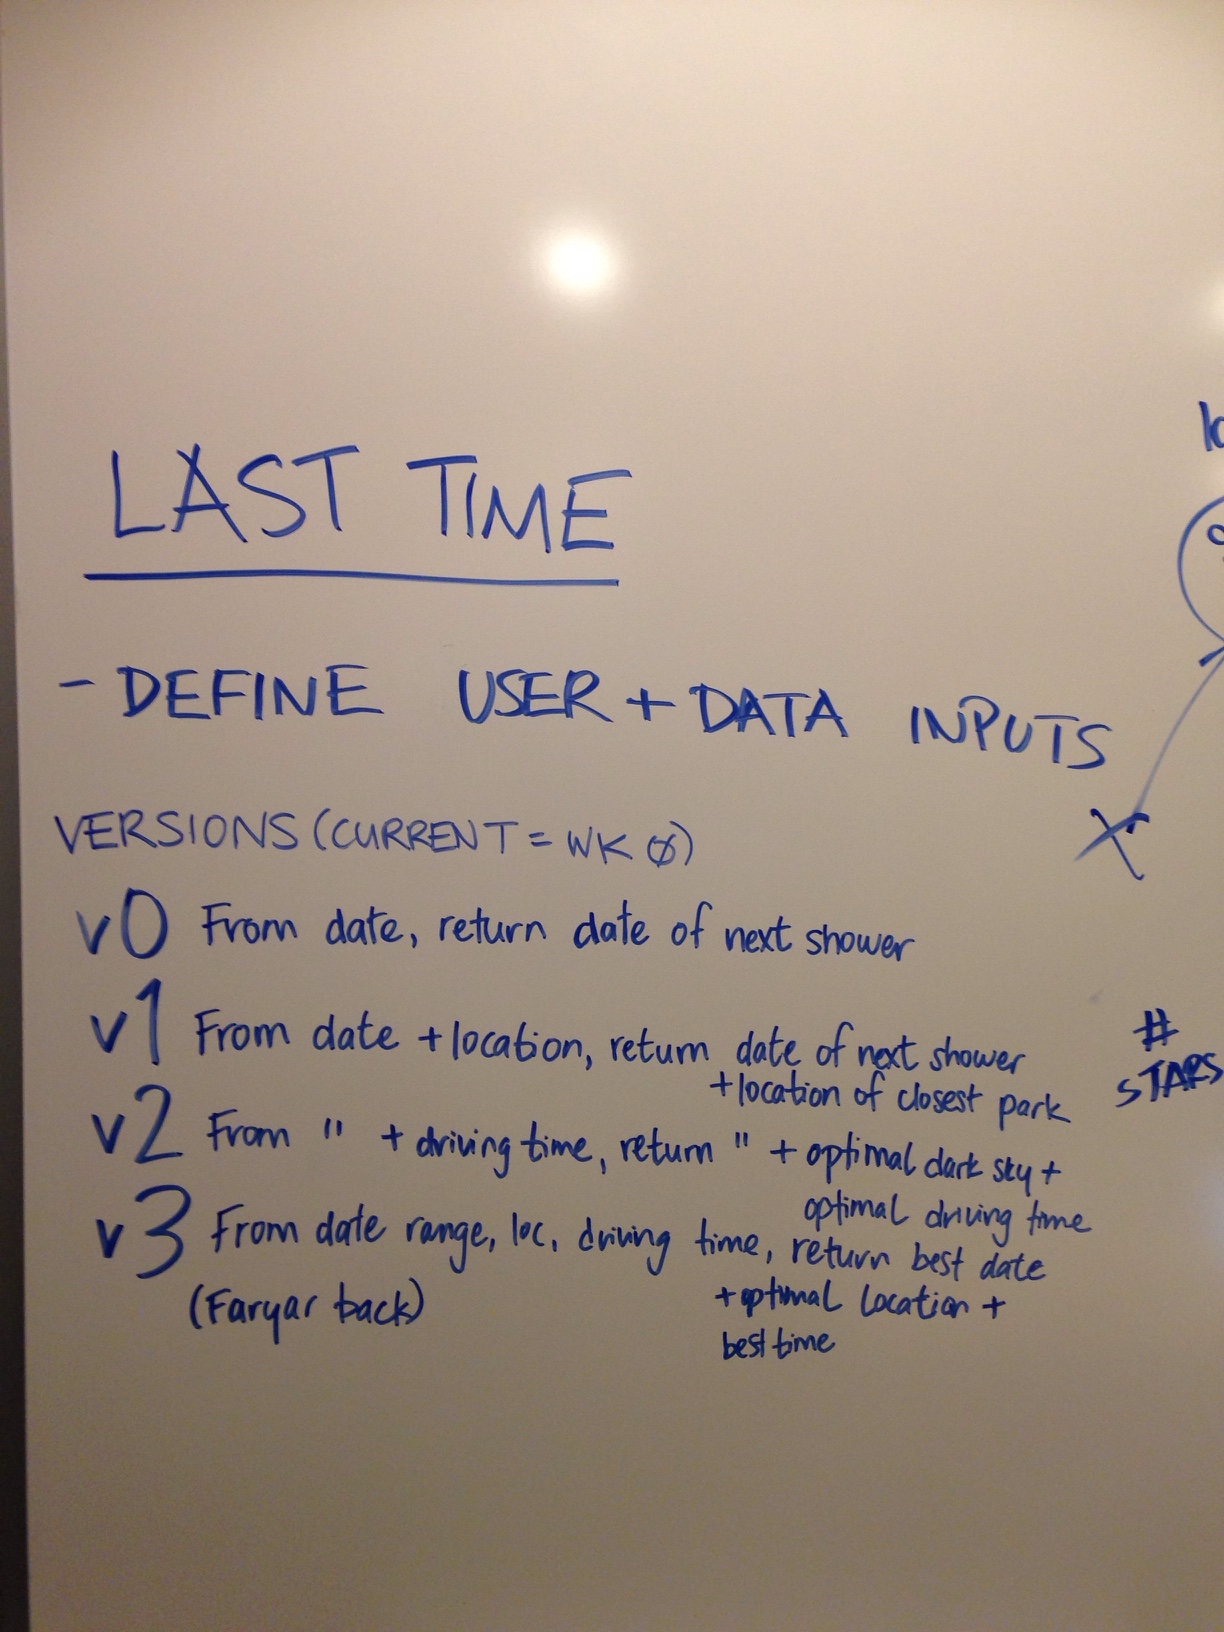 LAST TIME
- DEFINE USER + DATA INPUTS
VERSIONS (CURRENT = WK Ø)
v0 From date, return date of next shower
v1 From date + location, return date of next shower
+ location of closest park
v2 From " + driving time, return " + optimal dark sky +
optimal driving time
v3 From date range, loc, driving time, return best date
+ optimal location +
best time
(Faryar back)
#
STARS